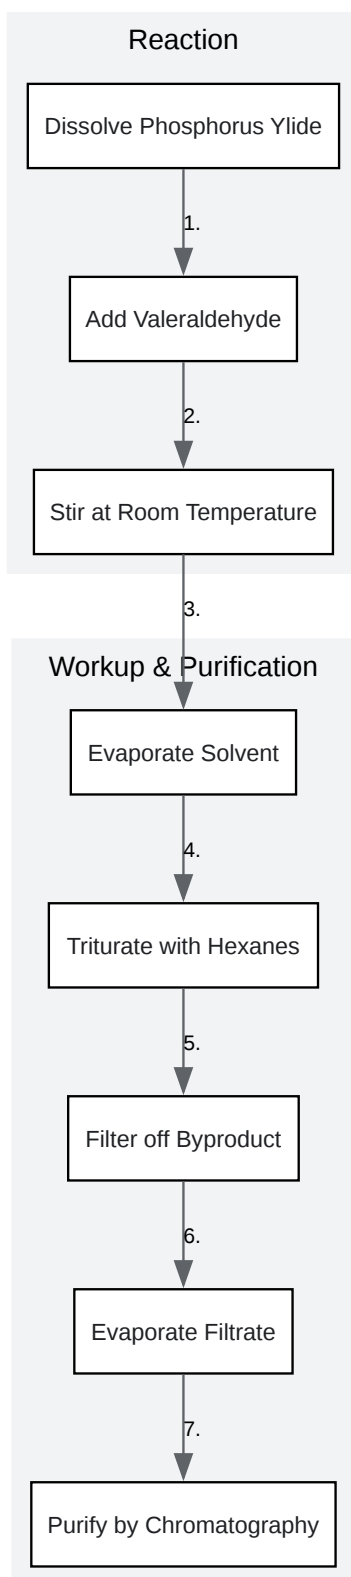 Reaction
Dissolve Phosphorus Ylide
1.
Add Valeraldehyde
2.
Stir at Room Temperature
3.
Workup & Purification
Evaporate Solvent
4.
Triturate with Hexanes
5.
Filter off Byproduct
6.
Evaporate Filtrate
7.
Purify by Chromatography